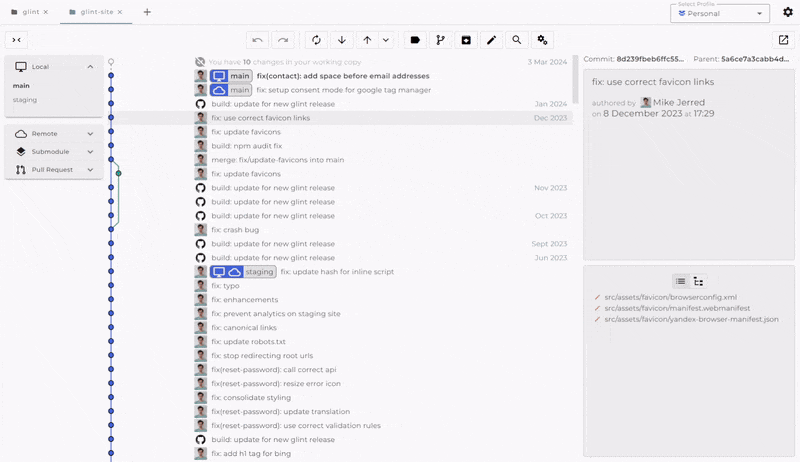 glint
glint-site
Select Profile
Personal
Local
main
staging
Remote
Submodule
Pull Request
You have 10 changes in your working copy 3 Mar 2024
main fix(contact): add space before email addresses
main fix: setup consent mode for google tag manager
build: update for new glint release Jan 2024
fix: use correct favicon links Dec 2023
fix: update favicons
build: npm audit fix
merge: fix/update-favicons into main
fix: update favicons
build: update for new glint release Nov 2023
build: update for new glint release
build: update for new glint release Oct 2023
fix: crash bug
build: update for new glint release Sept 2023
build: update for new glint release Jun 2023
staging fix: update hash for inline script
fix: typo
fix: enhancements
fix: prevent analytics on staging site
fix: canonical links
fix: update robots.txt
fix: stop redirecting root urls
fix(reset-password): call correct api
fix(reset-password): resize error icon
fix: consolidate styling
fix(reset-password): update translation
fix(reset-password): use correct validation rules
build: update for new glint release
fix: add h1 tag for bing
Commit: 8d239fbeb6ffc55... Parent: 5a6ce7a3cabb4d...
fix: use correct favicon links
authored by Mike Jerred
on 8 December 2023 at 17:29
src/assets/favicon/browserconfig.xml
src/assets/favicon/manifest.webmanifest
src/assets/favicon/yandex-browser-manifest.json